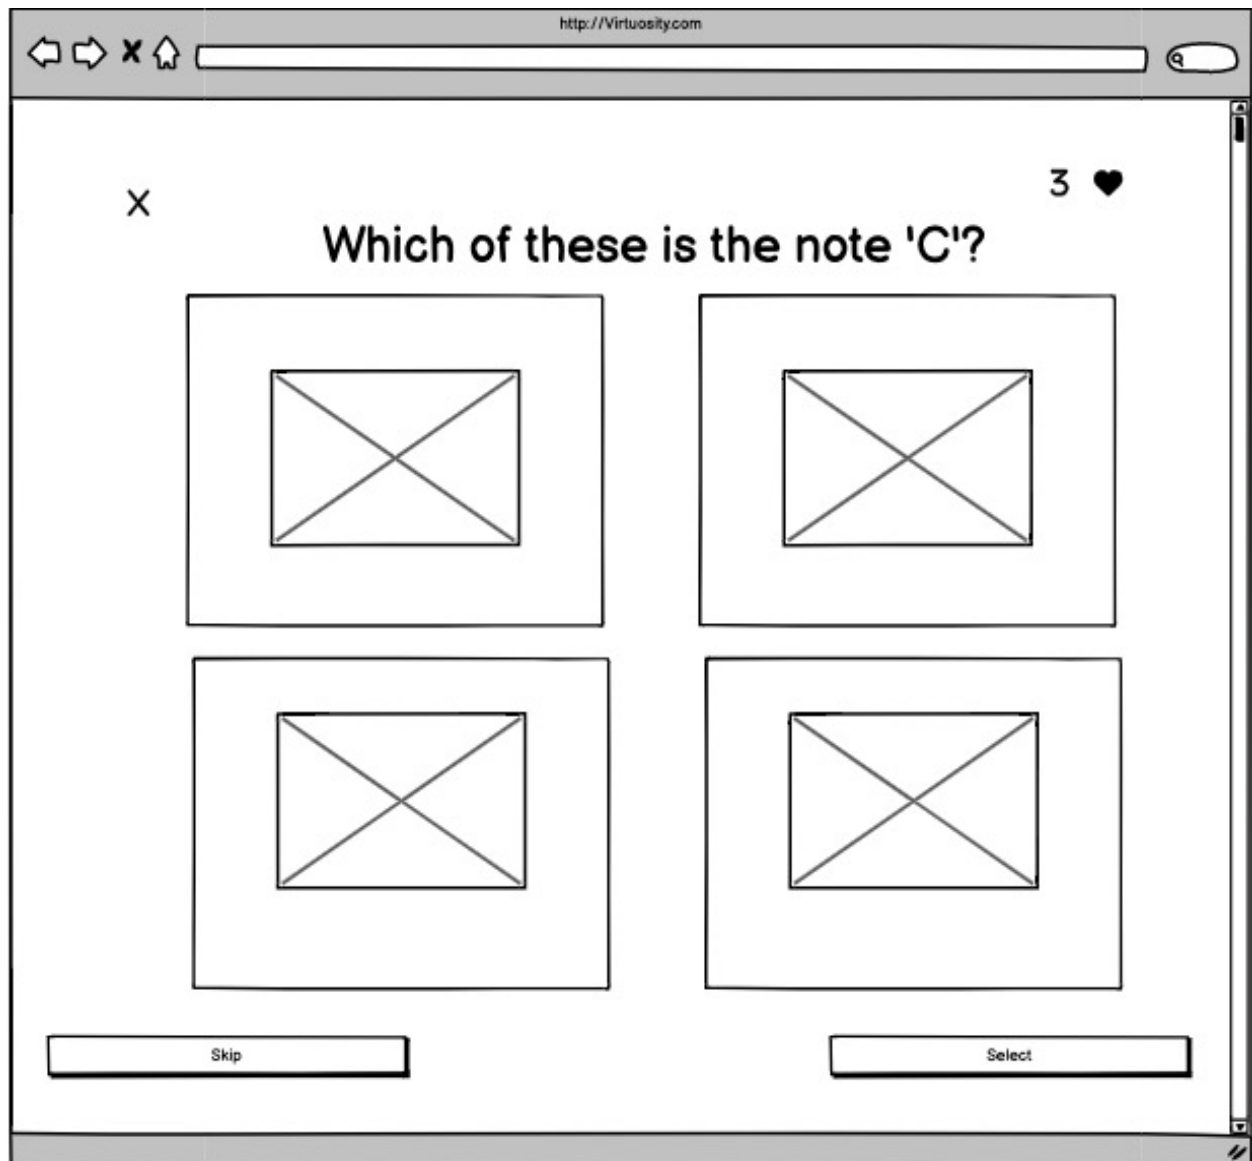 http://Virtuosity.com
X
3
Which of these is the note 'C'?
Skip
Select